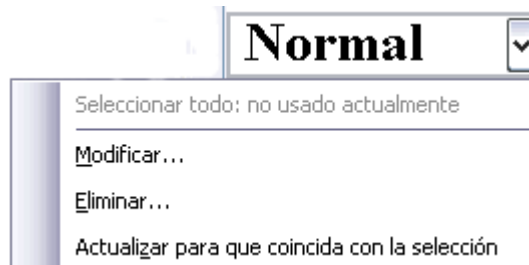 Normal
Seleccionar todo: no usado actualmente
Modificar...
Eliminar...
Actualizar para que coincida con la selección